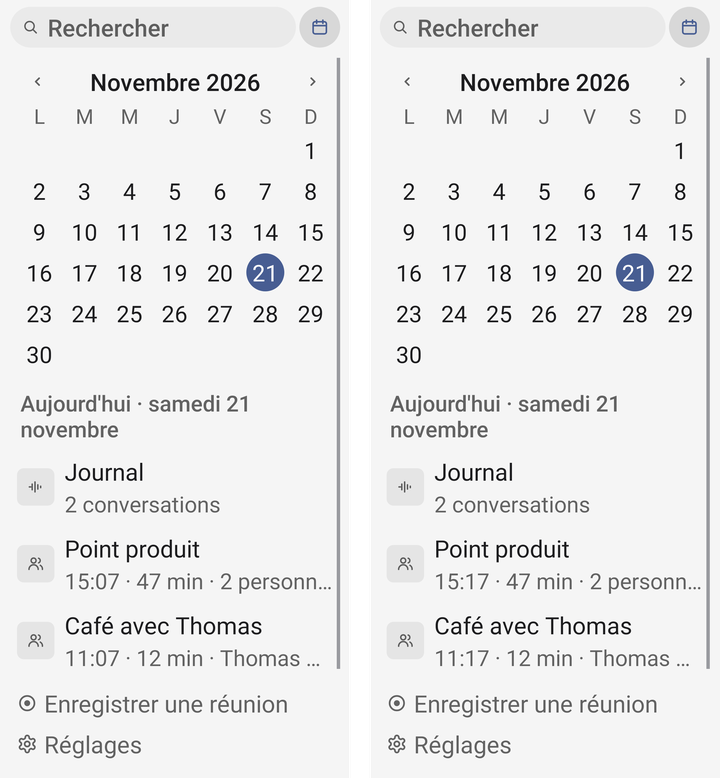 Rechercher
Novembre 2026
L M M J V S D
1
2 3 4 5 6 7 8
9 10 11 12 13 14 15
16 17 18 19 20 21 22
23 24 25 26 27 28 29
30
Aujourd'hui · samedi 21
novembre
Journal
2 conversations
Point produit
15:07 · 47 min · 2 personn…
Café avec Thomas
11:07 · 12 min · Thomas …
Enregistrer une réunion
Réglages
Rechercher
Novembre 2026
L M M J V S D
1
2 3 4 5 6 7 8
9 10 11 12 13 14 15
16 17 18 19 20 21 22
23 24 25 26 27 28 29
30
Aujourd'hui · samedi 21
novembre
Journal
2 conversations
Point produit
15:17 · 47 min · 2 personn…
Café avec Thomas
11:17 · 12 min · Thomas …
Enregistrer une réunion
Réglages